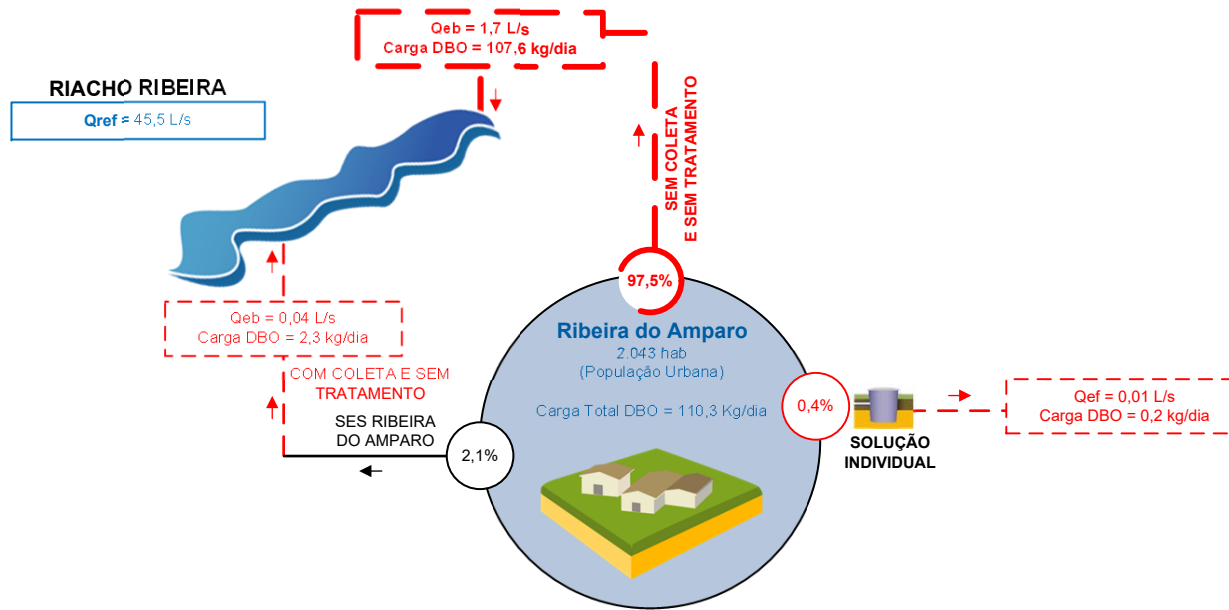 Qeb = 1,7 L/s
Carga DBO = 107,6 kg/dia
RIACHO RIBEIRA
Qref = 45,5 L/s
SEM COLETA
E SEM TRATAMENTO
97,5%
Ribeira do Amparo
2.043 hab
(População Urbana)
Carga Total DBO = 110,3 Kg/dia
Qeb = 0,04 L/s
Carga DBO = 2,3 kg/dia
COM COLETA E SEM
TRATAMENTO
SES RIBEIRA
DO AMPARO
2,1%
0,4%
SOLUÇÃO
INDIVIDUAL
Qef = 0,01 L/s
Carga DBO = 0,2 kg/dia